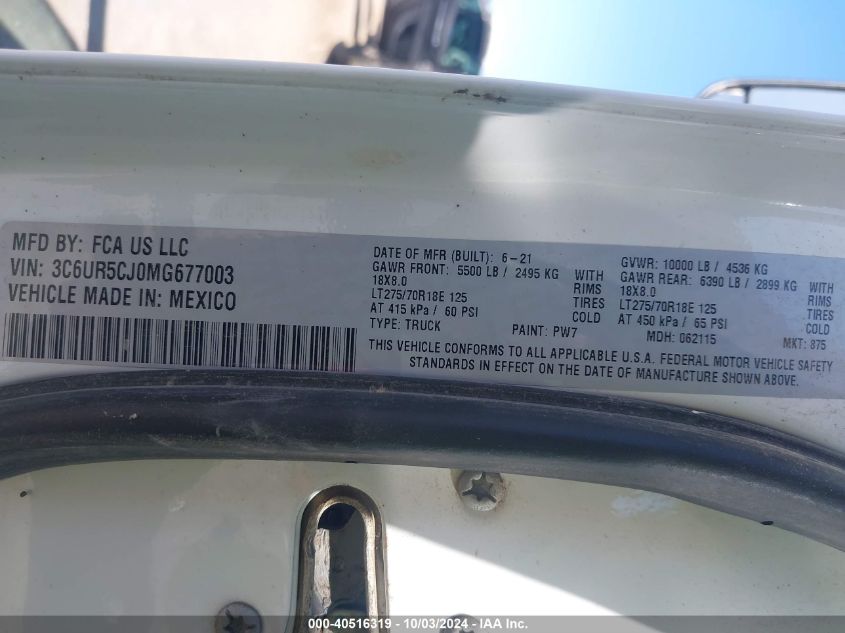 MFD BY: FCA US LLC
VIN: 3C6UR5CJ0MG677003
VEHICLE MADE IN: MEXICO
DATE OF MFR (BUILT): 6-21
GAWR FRONT: 5500 LB / 2495 KG WITH
18X8.0 RIMS
LT275/70R18E 125 TIRES
AT 415 kPa / 60 PSI COLD
TYPE: TRUCK PAINT: PW7
GVWR: 10000 LB / 4536 KG
GAWR REAR: 6390 LB / 2899 KG WITH
18X8.0 RIMS
LT275/70R18E 125 TIRES
AT 450 kPa / 65 PSI COLD
MDH: 062115 MKT: 875
THIS VEHICLE CONFORMS TO ALL APPLICABLE U.S.A. FEDERAL MOTOR VEHICLE SAFETY
STANDARDS IN EFFECT ON THE DATE OF MANUFACTURE SHOWN ABOVE.
000-40516319 - 10/03/2024 - © IAA Inc.